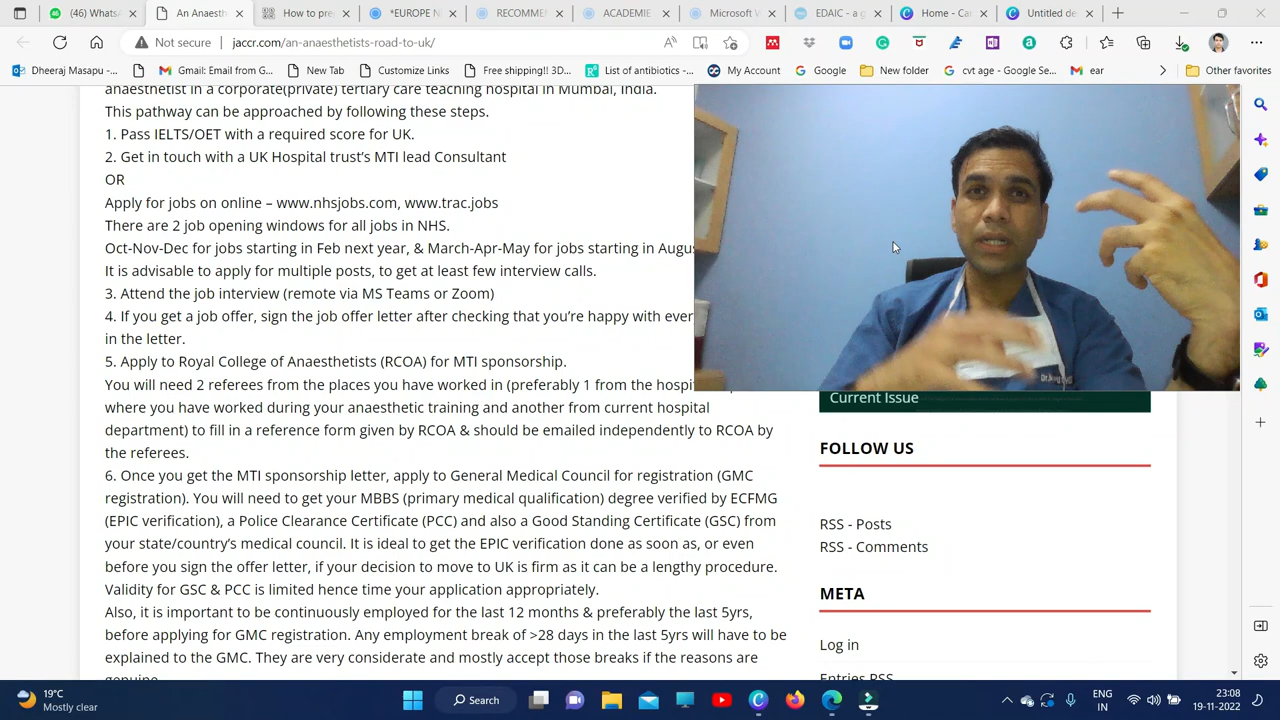 (46) WhatsA
An Anaesth
How to pre
*EUROPE N
RECOMME
ACADEMIE
Microsoft W
EDAIC - a g
Home - Can
Untitled de
Not secure
jaccr.com/an-anaesthetists-road-to-uk/
Dheeraj Masapu -...
Gmail: Email from G...
New Tab
Customize Links
Free shipping!! 3D...
List of antibiotics -...
My Account
Google
New folder
cvt age - Google Se...
ear
Other favorites
anaesthetist in a corporate(private) tertiary care teaching hospital in Mumbai, India.
This pathway can be approached by following these steps.
1. Pass IELTS/OET with a required score for UK.
2. Get in touch with a UK Hospital trust’s MTI lead Consultant
OR
Apply for jobs on online – www.nhsjobs.com, www.trac.jobs
There are 2 job opening windows for all jobs in NHS.
Oct-Nov-Dec for jobs starting in Feb next year, & March-Apr-May for jobs starting in Augus
It is advisable to apply for multiple posts, to get at least few interview calls.
3. Attend the job interview (remote via MS Teams or Zoom)
4. If you get a job offer, sign the job offer letter after checking that you’re happy with ever
in the letter.
5. Apply to Royal College of Anaesthetists (RCOA) for MTI sponsorship.
You will need 2 referees from the places you have worked in (preferably 1 from the hospit
where you have worked during your anaesthetic training and another from current hospital
department) to fill in a reference form given by RCOA & should be emailed independently to RCOA by
the referees.
6. Once you get the MTI sponsorship letter, apply to General Medical Council for registration (GMC
registration). You will need to get your MBBS (primary medical qualification) degree verified by ECFMG
(EPIC verification), a Police Clearance Certificate (PCC) and also a Good Standing Certificate (GSC) from
your state/country’s medical council. It is ideal to get the EPIC verification done as soon as, or even
before you sign the offer letter, if your decision to move to UK is firm as it can be a lengthy procedure.
Validity for GSC & PCC is limited hence time your application appropriately.
Also, it is important to be continuously employed for the last 12 months & preferably the last 5yrs,
before applying for GMC registration. Any employment break of >28 days in the last 5yrs will have to be
explained to the GMC. They are very considerate and mostly accept those breaks if the reasons are
genuine
Current Issue
FOLLOW US
RSS - Posts
RSS - Comments
META
Log in
Entries RSS
19°C
Mostly clear
Search
ENG
IN
23:08
19-11-2022